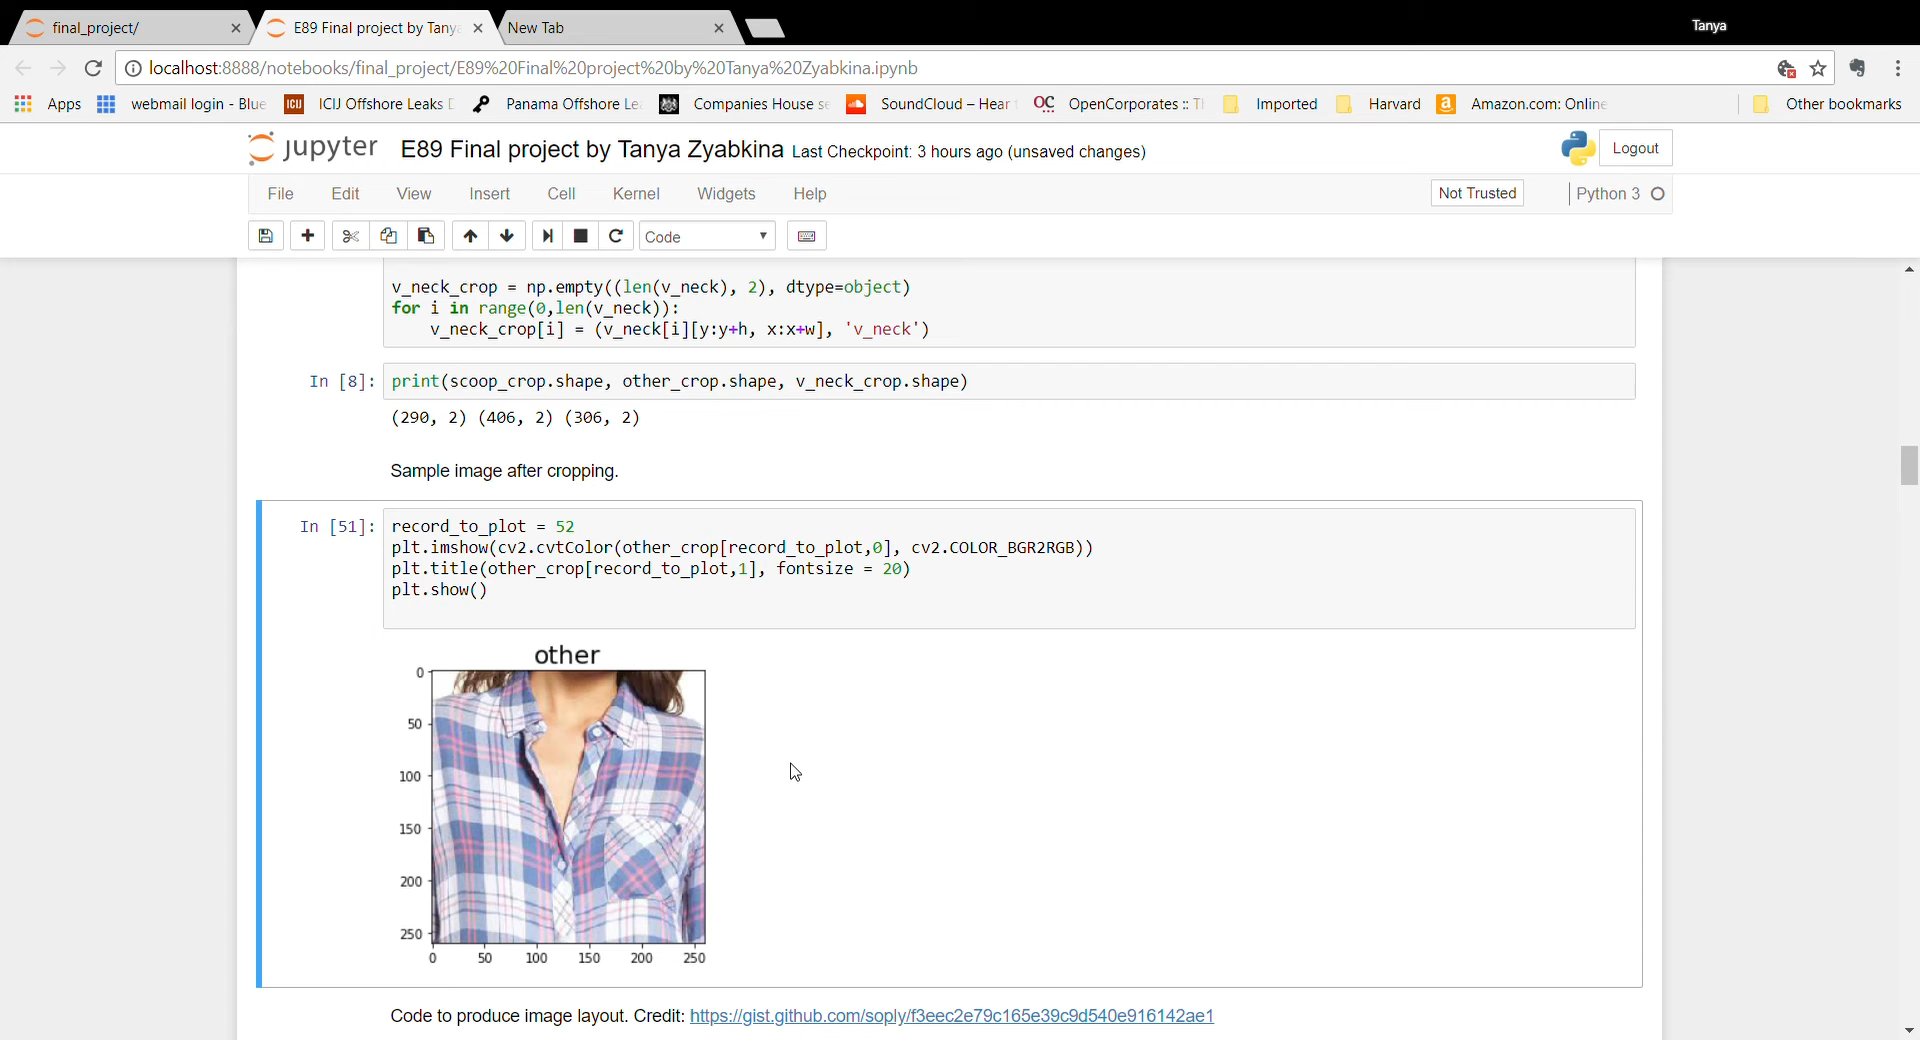 final_project/
E89 Final project by Tanya
New Tab
Tanya
localhost:8888/notebooks/final_project/E89%20Final%20project%20by%20Tanya%20Zyabkina.ipynb
Apps
webmail login - Blue
ICIJ
ICIJ Offshore Leaks D
Panama Offshore Le
Companies House se
SoundCloud – Hear
OC
OpenCorporates :: T
Imported
Harvard
a
Amazon.com: Online
Other bookmarks
jupyter
E89 Final project by Tanya Zyabkina Last Checkpoint: 3 hours ago (unsaved changes)
Logout
File Edit View Insert Cell Kernel Widgets Help
Not Trusted
Python 3
Code
v_neck_crop = np.empty((len(v_neck), 2), dtype=object)
for i in range(0,len(v_neck)):
    v_neck_crop[i] = (v_neck[i][y:y+h, x:x+w], 'v_neck')
In [8]: print(scoop_crop.shape, other_crop.shape, v_neck_crop.shape)
(290, 2) (406, 2) (306, 2)
Sample image after cropping.
In [51]: record_to_plot = 52
plt.imshow(cv2.cvtColor(other_crop[record_to_plot,0], cv2.COLOR_BGR2RGB))
plt.title(other_crop[record_to_plot,1], fontsize = 20)
plt.show()
other
0
50
100
150
200
250
0 50 100 150 200 250
Code to produce image layout. Credit: https://gist.github.com/soply/f3eec2e79c165e39c9d540e916142ae1